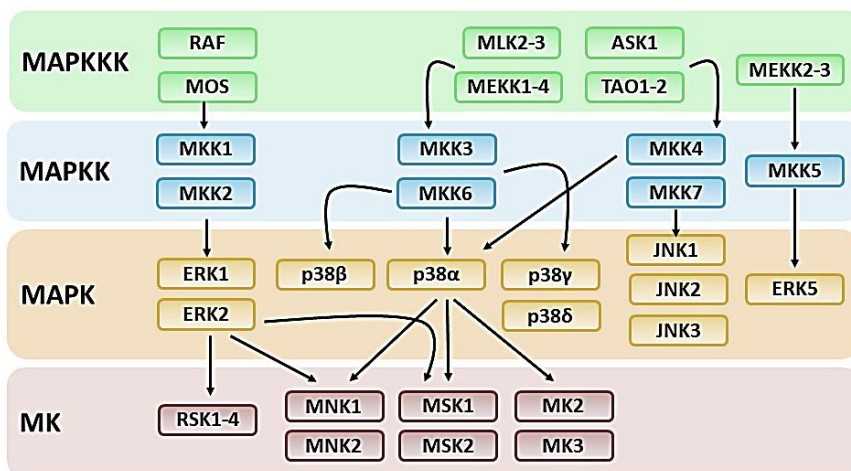 MAPKKK
RAF
MOS
MLK2-3
MEKK1-4
ASK1
TAO1-2
MEKK2-3
MAPKK
MKK1
MKK2
MKK3
MKK6
MKK4
MKK7
MKK5
MAPK
ERK1
ERK2
p38β
p38α
p38γ
p38δ
JNK1
JNK2
JNK3
ERK5
MK
RSK1-4
MNK1
MNK2
MSK1
MSK2
MK2
MK3